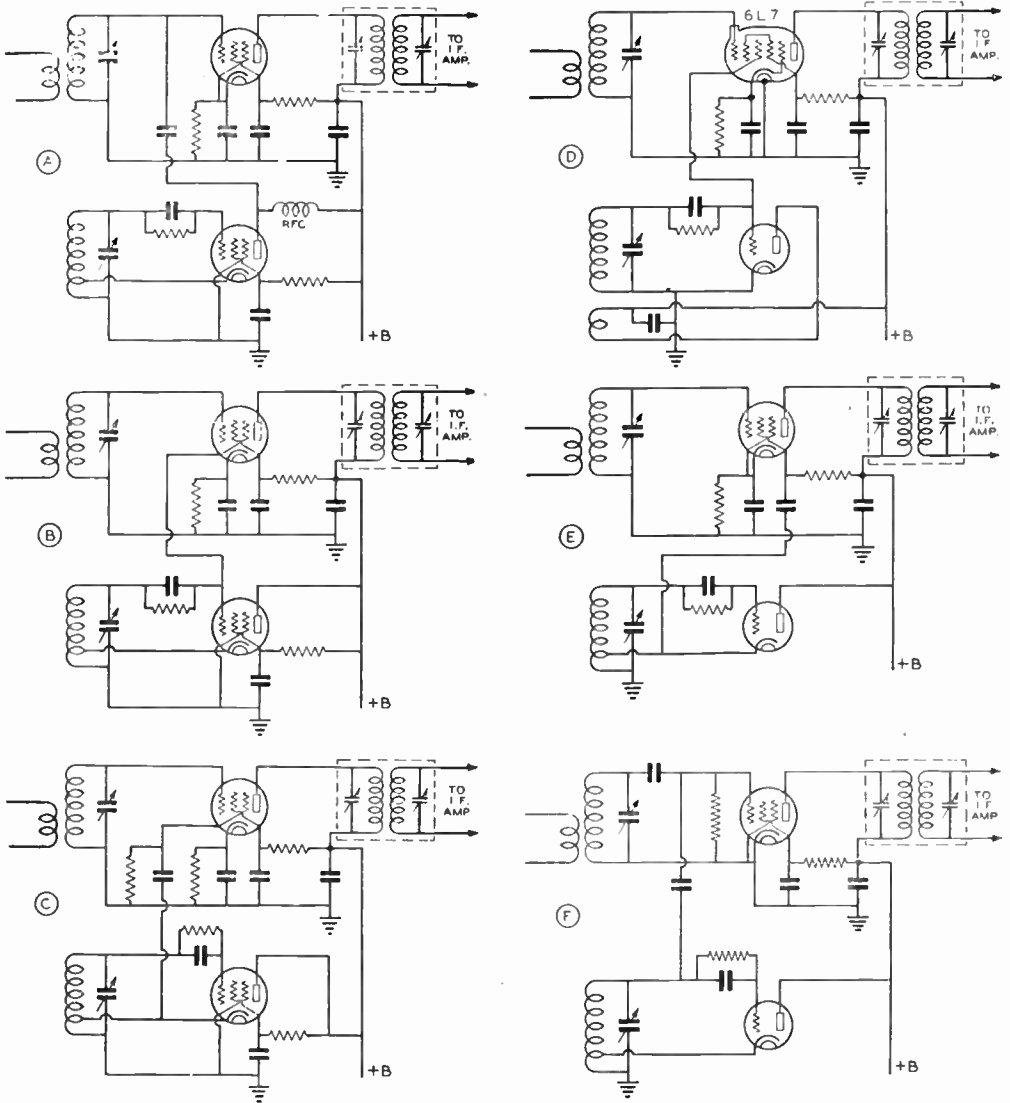 TO
I.F.
AMP.
A
RFC
+B
6L7
TO
I.F.
AMP.
D
+B
TO
I.F.
AMP.
B
+B
TO
I.F.
AMP.
E
+B
TO
I.F.
AMP
C
+B
TO
I.F.
AMP
F
+B